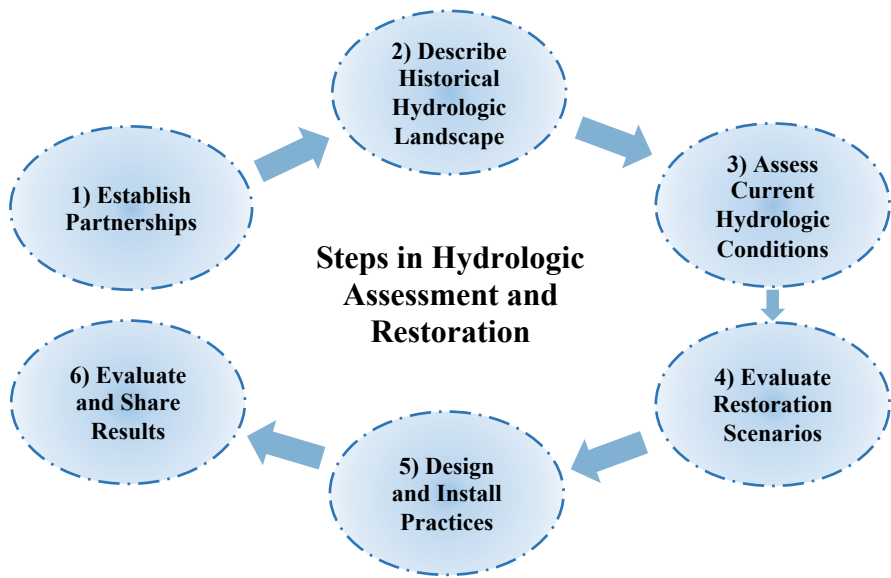 2) Describe
Historical
Hydrologic
Landscape
1) Establish
Partnerships
3) Assess
Current
Hydrologic
Conditions
Steps in Hydrologic
Assessment and
Restoration
6) Evaluate
and Share
Results
4) Evaluate
Restoration
Scenarios
5) Design
and Install
Practices